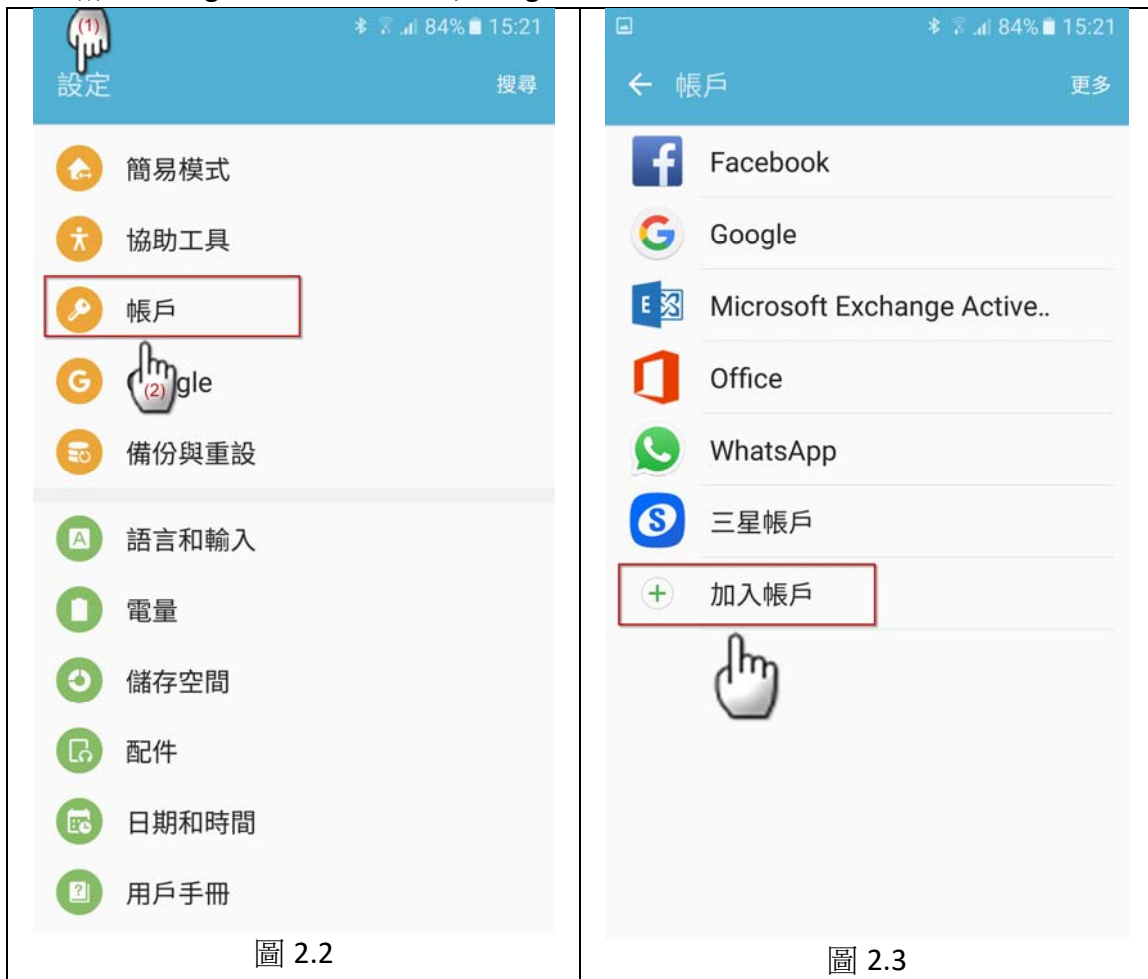 (1)
84% 15:21
設定
搜尋
簡易模式
協助工具
帳戶
(2)
gle
備份與重設
語言和輸入
電量
儲存空間
配件
日期和時間
用戶手冊
圖 2.2
84% 15:21
帳戶
更多
Facebook
Google
Microsoft Exchange Active..
Office
WhatsApp
三星帳戶
加入帳戶
圖 2.3